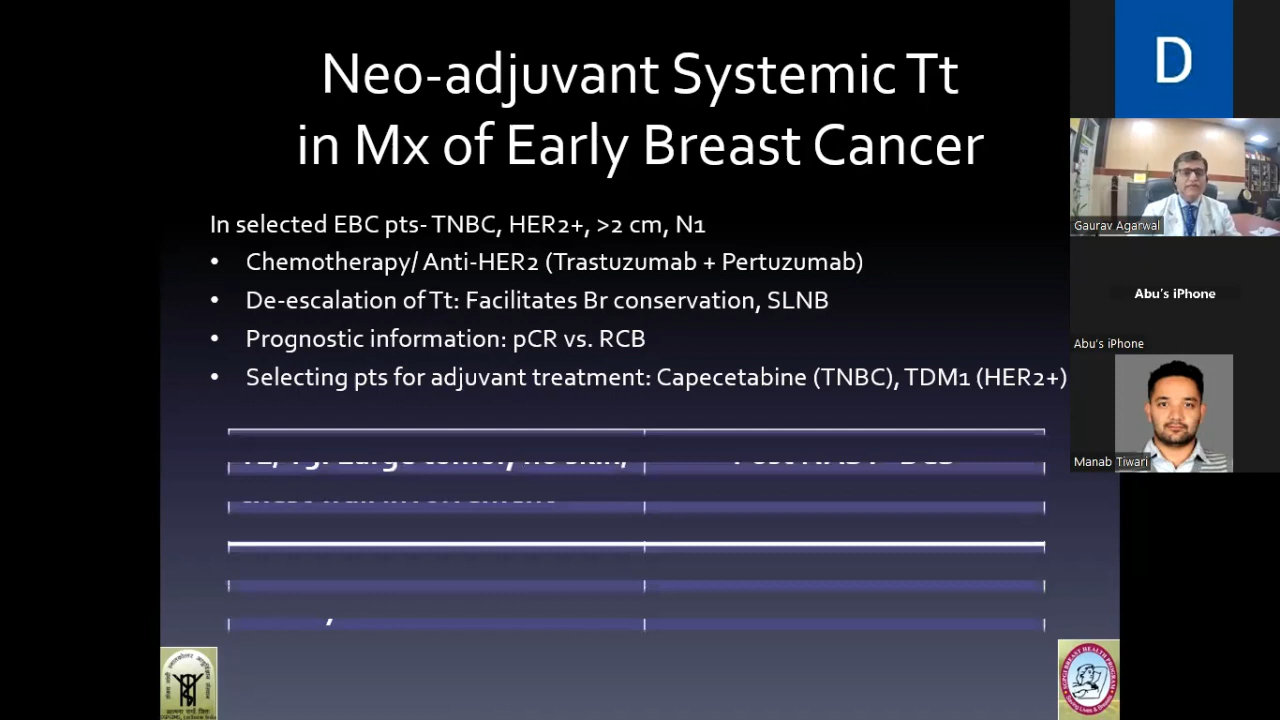 Neo-adjuvant Systemic Tt
in Mx of Early Breast Cancer
In selected EBC pts- TNBC, HER2+, >2 cm, N1
• Chemotherapy/ Anti-HER2 (Trastuzumab + Pertuzumab)
• De-escalation of Tt: Facilitates Br conservation, SLNB
• Prognostic information: pCR vs. RCB
• Selecting pts for adjuvant treatment: Capecetabine (TNBC), TDM1 (HER2+)
D
Gaurav Agarwal
Abu's iPhone
Abu's iPhone
Manab Tiwari